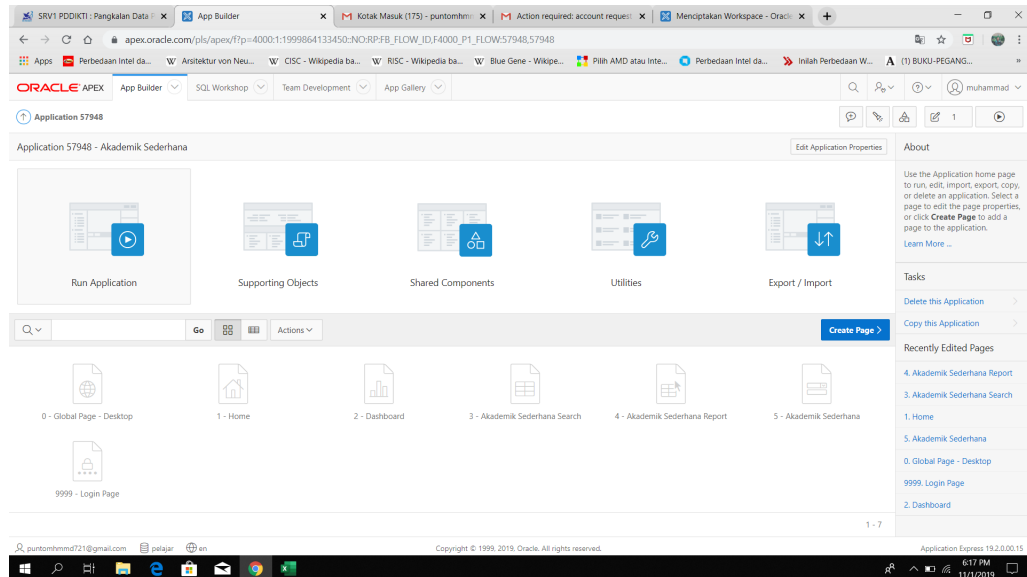 SRV1 PDDIKTI : Pangkalan Data P
App Builder
Kotak Masuk (175) - puntomhmm
Action required: account request
Menciptakan Workspace - Oracle
apex.oracle.com/pls/apex/f?p=4000:1:1999864133450::NO:RP:FB_FLOW_ID,F4000_P1_FLOW:57948,57948
Apps
Perbedaan Intel da...
Arsitektur von Neu...
CISC - Wikipedia ba...
RISC - Wikipedia ba...
Blue Gene - Wikipe...
Pilih AMD atau Inte...
Perbedaan Intel da...
Inilah Perbedaan W...
(1) BUKU-PEGANG...
ORACLE APEX
App Builder
SQL Workshop
Team Development
App Gallery
muhammad
Application 57948
1
Application 57948 - Akademik Sederhana
Edit Application Properties
Run Application
Supporting Objects
Shared Components
Utilities
Export / Import
Go
Actions
Create Page >
0 - Global Page - Desktop
1 - Home
2 - Dashboard
3 - Akademik Sederhana Search
4 - Akademik Sederhana Report
5 - Akademik Sederhana
9999 - Login Page
1 - 7
About
Use the Application home page
to run, edit, import, export, copy,
or delete an application. Select a
page to edit the page properties,
or click Create Page to add a
page to the application.
Learn More ...
Tasks
Delete this Application
Copy this Application
Recently Edited Pages
4. Akademik Sederhana Report
3. Akademik Sederhana Search
1. Home
5. Akademik Sederhana
0. Global Page - Desktop
9999. Login Page
2. Dashboard
puntomhmmd721@gmail.com
pelajar
en
Copyright © 1999, 2019, Oracle. All rights reserved.
Application Express 19.2.0.00.15
6:17 PM
11/1/2019